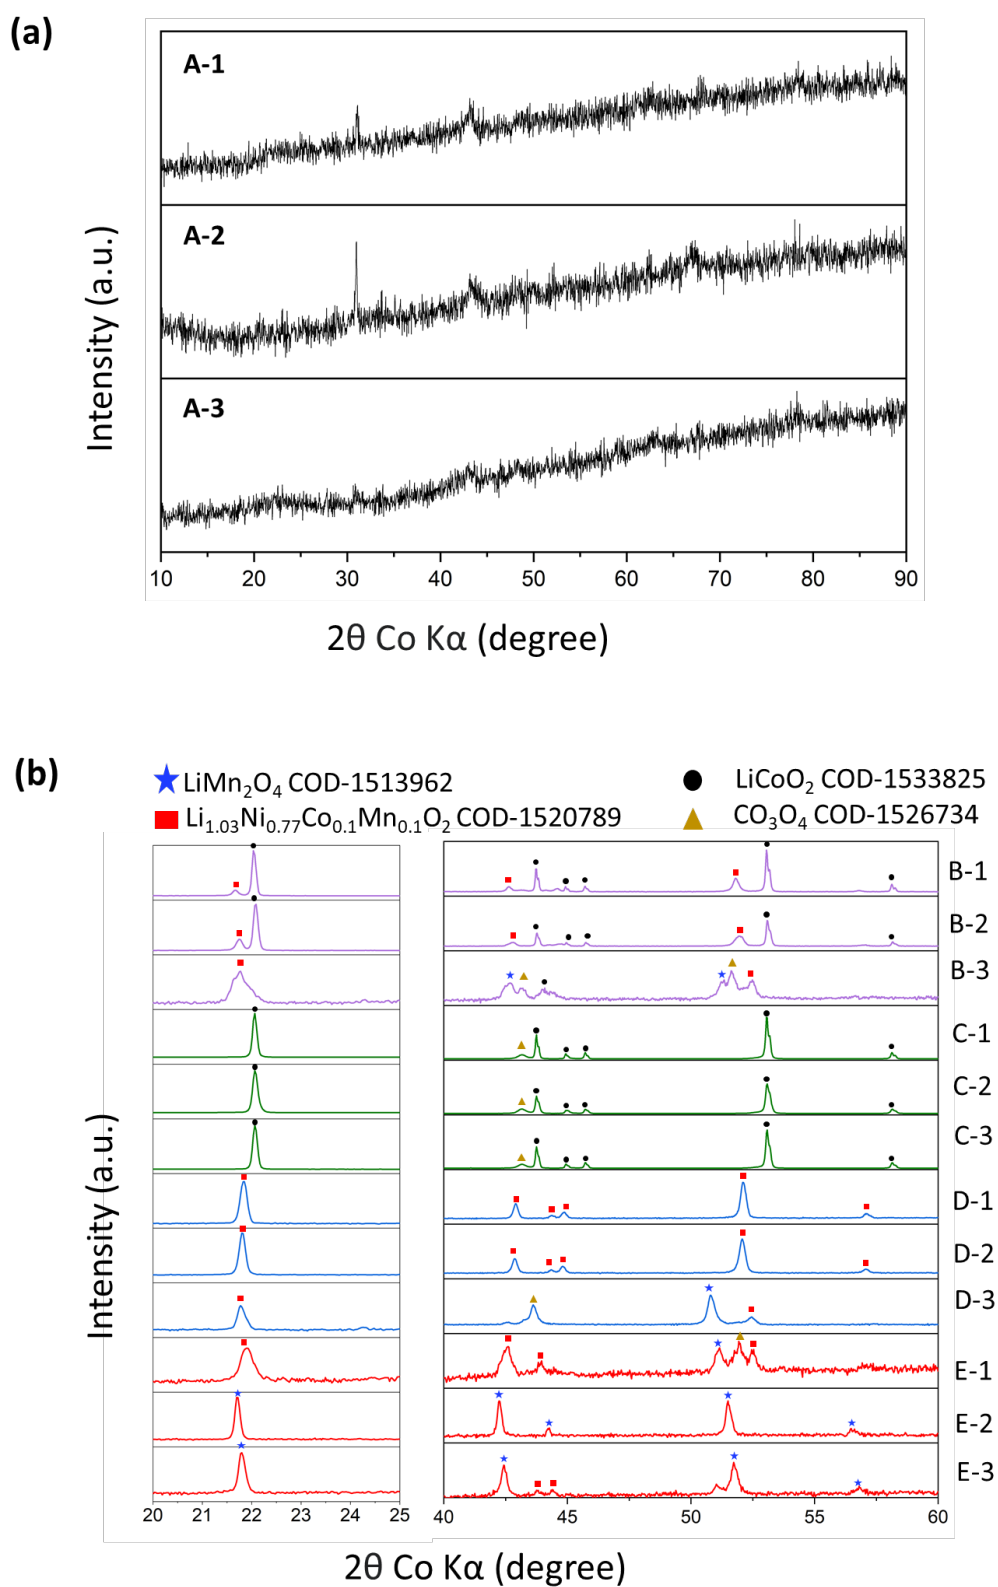 (a)
A-1
A-2
A-3
Intensity (a.u.)
10 20 30 40 50 60 70 80 90
2θ Co Kα (degree)
(b)
LiMn₂O₄ COD-1513962
LiCoO₂ COD-1533825
Li₁.₀₃Ni₀.₇₇Co₀.₁Mn₀.₁O₂ COD-1520789
CO₃O₄ COD-1526734
B-1
B-2
B-3
C-1
C-2
C-3
D-1
D-2
D-3
E-1
E-2
E-3
Intensity (a.u.)
20 21 22 23 24 25 40 45 50 55 60
2θ Co Kα (degree)